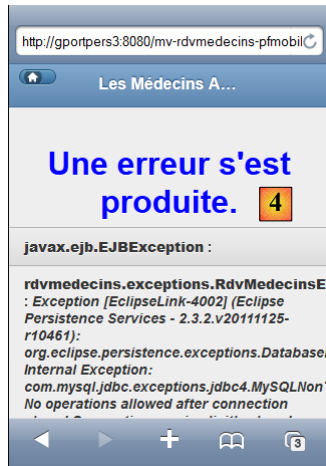 http://gportpers3:8080/mv-rdvmedecins-pfmobil
Les Médecins A...
Une erreur s'est
produite. 4
javax.ejb.EJBException :
rdvmedecins.exceptions.RdvMedecinsE
: Exception [EclipseLink-4002] (Eclipse
Persistence Services - 2.3.2.v20111125-
r10461):
org.eclipse.persistence.exceptions.Database
Internal Exception:
com.mysql.jdbc.exceptions.jdbc4.MySQLNonT
No operations allowed after connection
3